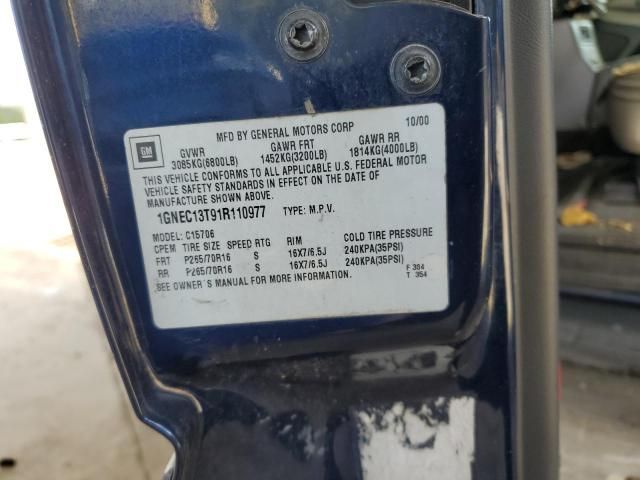 MFD BY GENERAL MOTORS CORP 10/00
GM
GVWR GAWR FRT GAWR RR
3085KG(6800LB) 1452KG(3200LB) 1814KG(4000LB)
THIS VEHICLE CONFORMS TO ALL APPLICABLE U.S. FEDERAL MOTOR
VEHICLE SAFETY STANDARDS IN EFFECT ON THE DATE OF
MANUFACTURE SHOWN ABOVE.
1GNEC13T91R110977 TYPE: M.P.V.
MODEL: C15706
CPEM TIRE SIZE SPEED RTG RIM COLD TIRE PRESSURE
FRT P265/70R16 S 16X7/6.5J 240KPA(35PSI)
RR P265/70R16 S 16X7/6.5J 240KPA(35PSI)
SEE OWNER'S MANUAL FOR MORE INFORMATION.
F 354
T 354